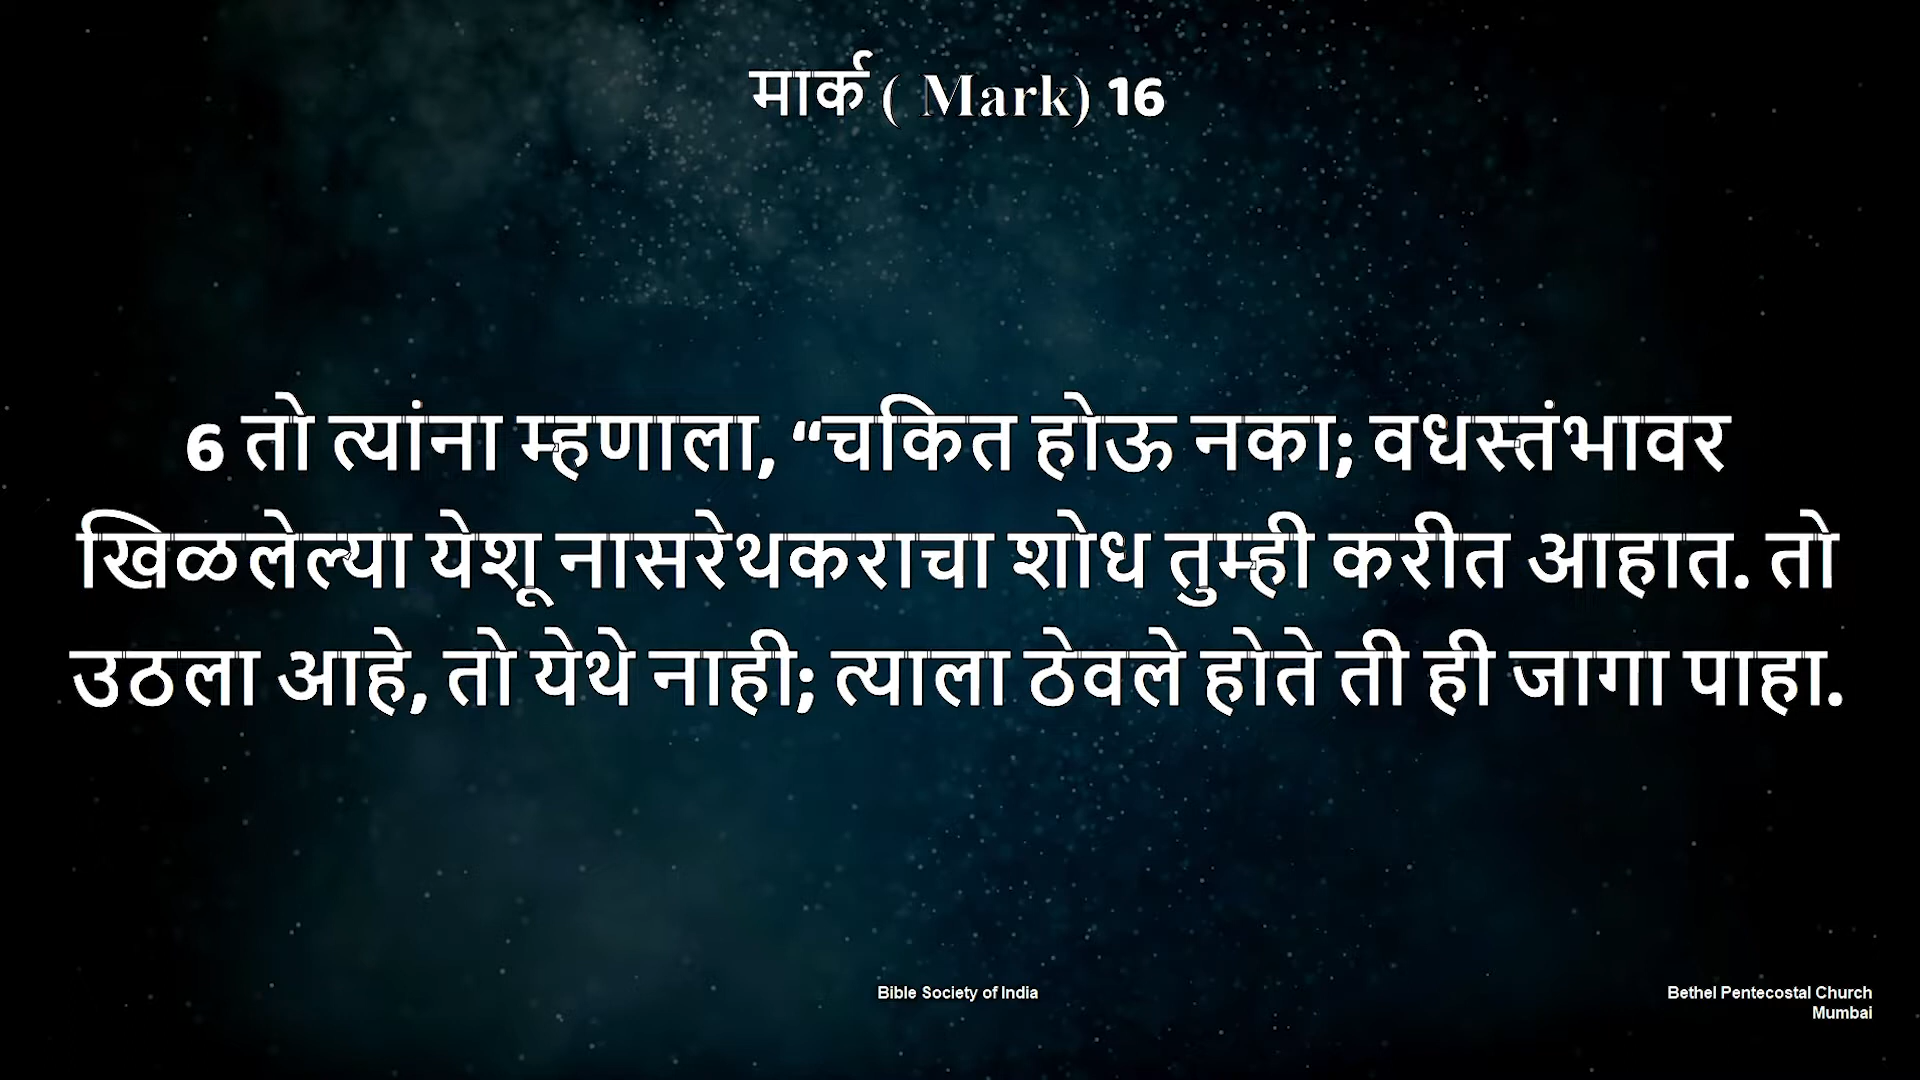 मार्क ( Mark) 16
6 तो त्यांना म्हणाला, “चकित होऊ नका; वधस्तंभावर
खिळलेल्या येशू नासरेथकराचा शोध तुम्ही करीत आहात. तो
उठला आहे, तो येथे नाही; त्याला ठेवले होते ती ही जागा पाहा.
Bible Society of India
Bethel Pentecostal Church
Mumbai